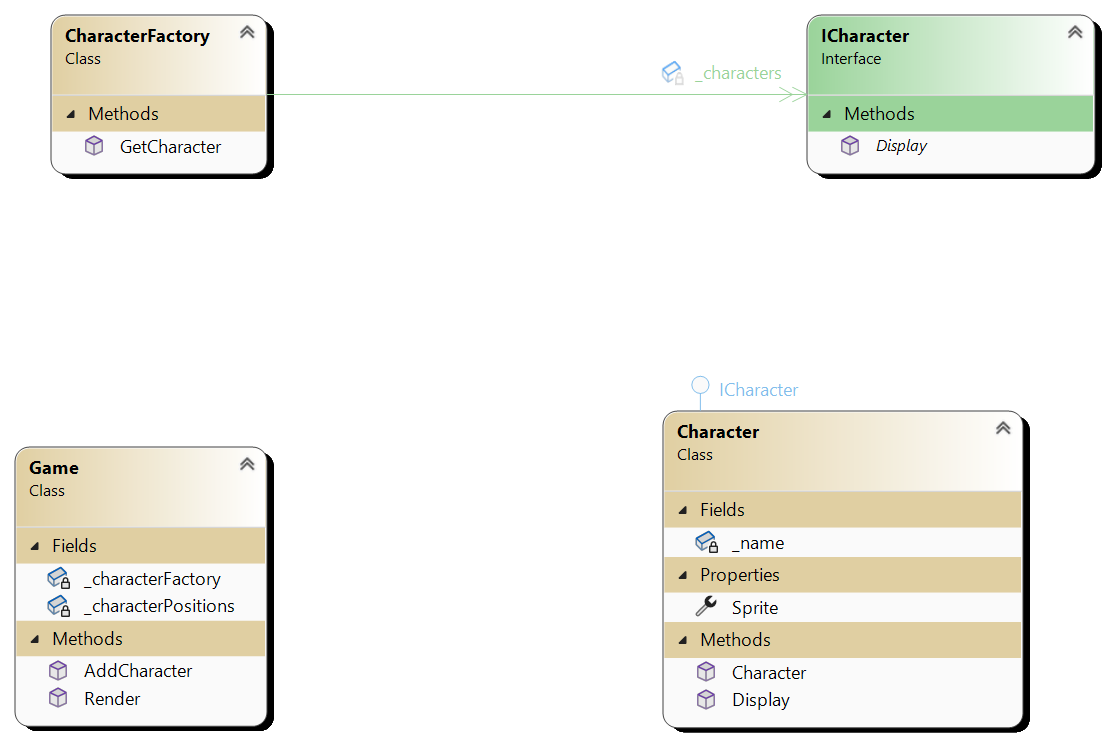 CharacterFactory
Class
Methods
GetCharacter
_characters
ICharacter
Interface
Methods
Display
Game
Class
Fields
_characterFactory
_characterPositions
Methods
AddCharacter
Render
ICharacter
Character
Class
Fields
_name
Properties
Sprite
Methods
Character
Display